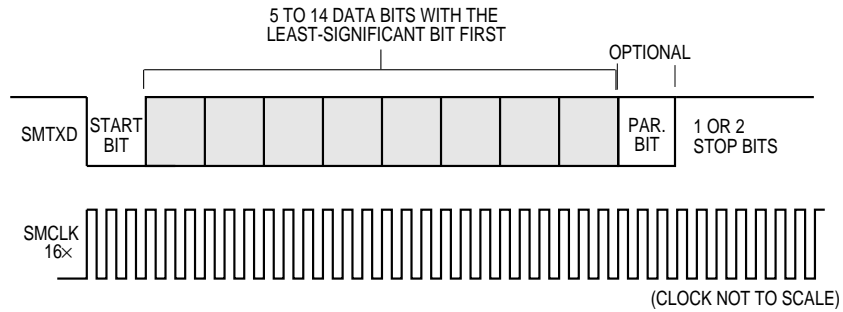 5 TO 14 DATA BITS WITH THE
LEAST-SIGNIFICANT BIT FIRST
OPTIONAL
SMTXD
START
BIT
PAR.
BIT
1 OR 2
STOP BITS
SMCLK
16×
(CLOCK NOT TO SCALE)